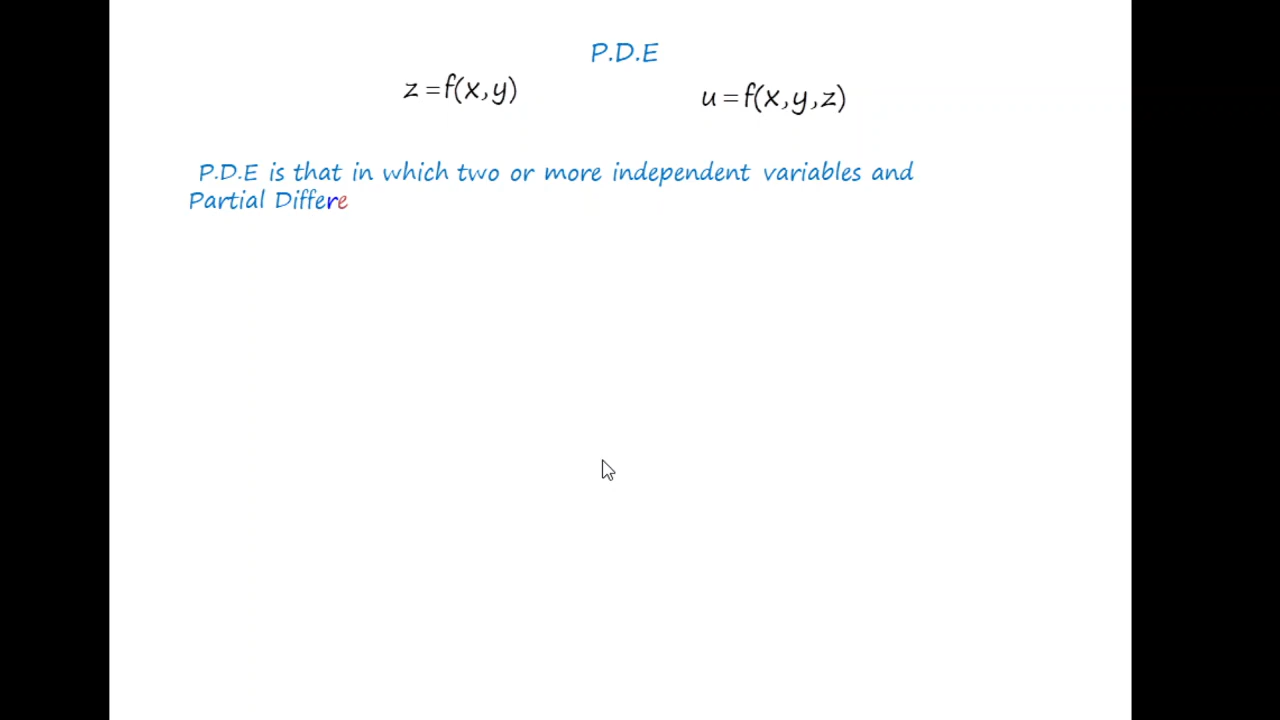 P.D.E
z = f(x,y)
u = f(x,y,z)
P.D.E is that in which two or more independent variables and
Partial Differe